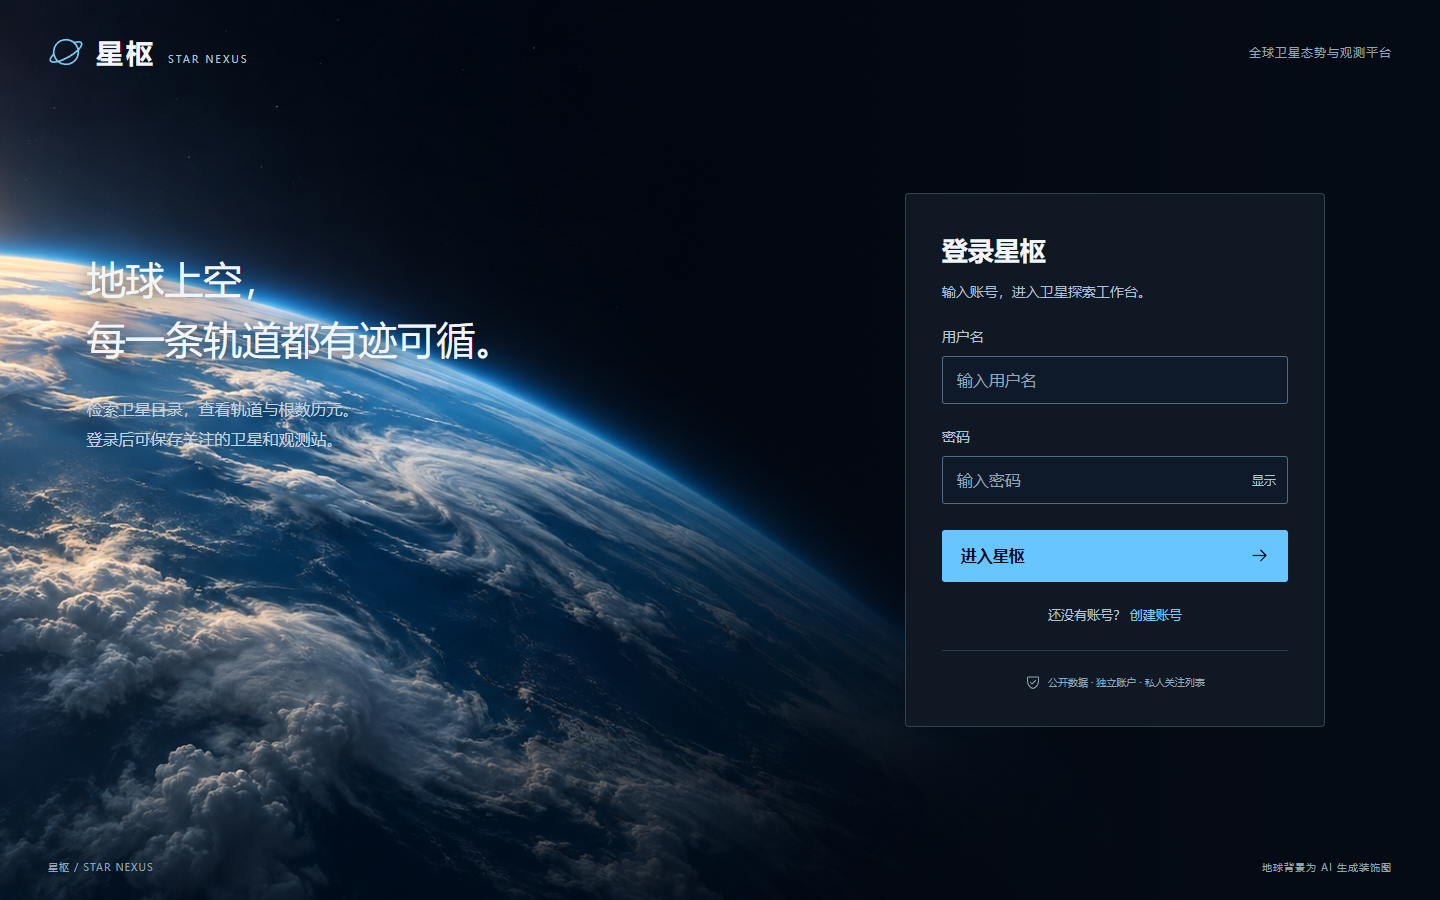 星枢 STAR NEXUS
全球卫星态势与观测平台
地球上空，
每一条轨道都有迹可循。
检索卫星目录，查看轨道与根数历元。
登录后可保存关注的卫星和观测站。
登录星枢
输入账号，进入卫星探索工作台。
用户名
输入用户名
密码
输入密码 显示
进入星枢
还没有账号？ 创建账号
公开数据 · 独立账户 · 私人关注列表
星枢 / STAR NEXUS
地球背景为 AI 生成装饰图